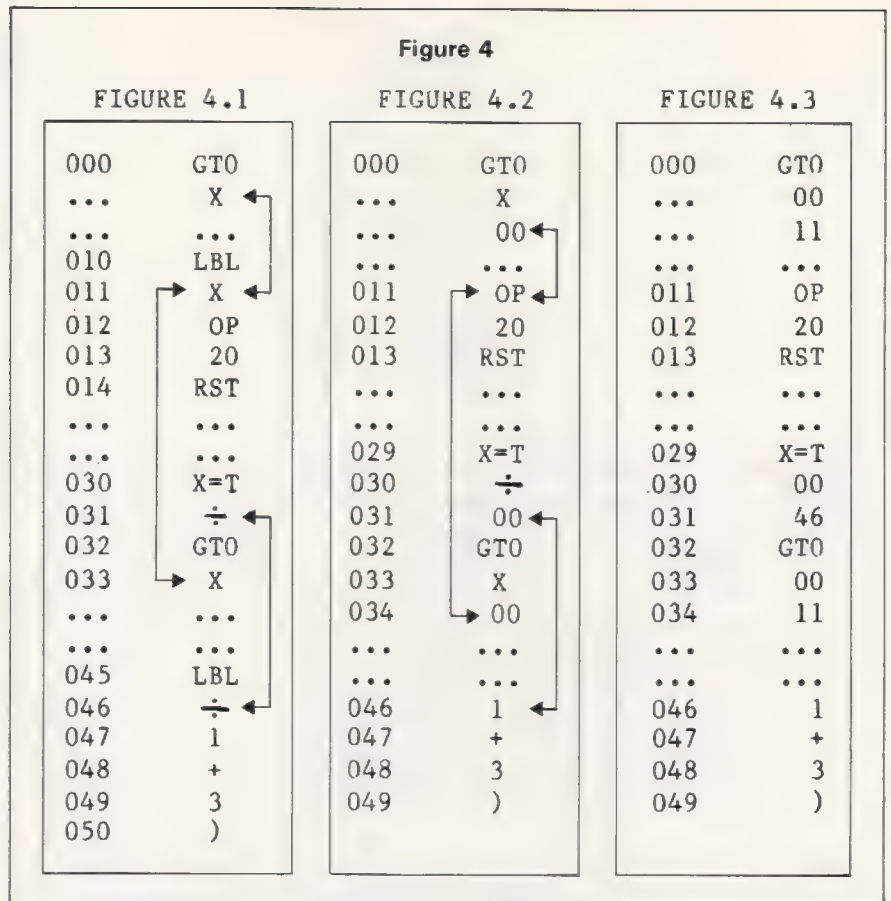 Figure 4
FIGURE 4.1
000 GTO
... X
... ...
010 LBL
011 X
012 OP
013 20
014 RST
... ...
... ...
030 X=T
031 ÷
032 GTO
033 X
... ...
... ...
045 LBL
046 ÷
047 1
048 +
049 3
050 )
FIGURE 4.2
000 GTO
... X
... 00
... ...
011 OP
012 20
013 RST
... ...
... ...
029 X=T
030 ÷
031 00
032 GTO
033 X
034 00
... ...
... ...
046 1
047 +
048 3
049 )
FIGURE 4.3
000 GTO
... 00
... 11
... ...
011 OP
012 20
013 RST
... ...
... ...
029 X=T
030 00
031 46
032 GTO
033 00
034 11
... ...
... ...
046 1
047 +
048 3
049 )